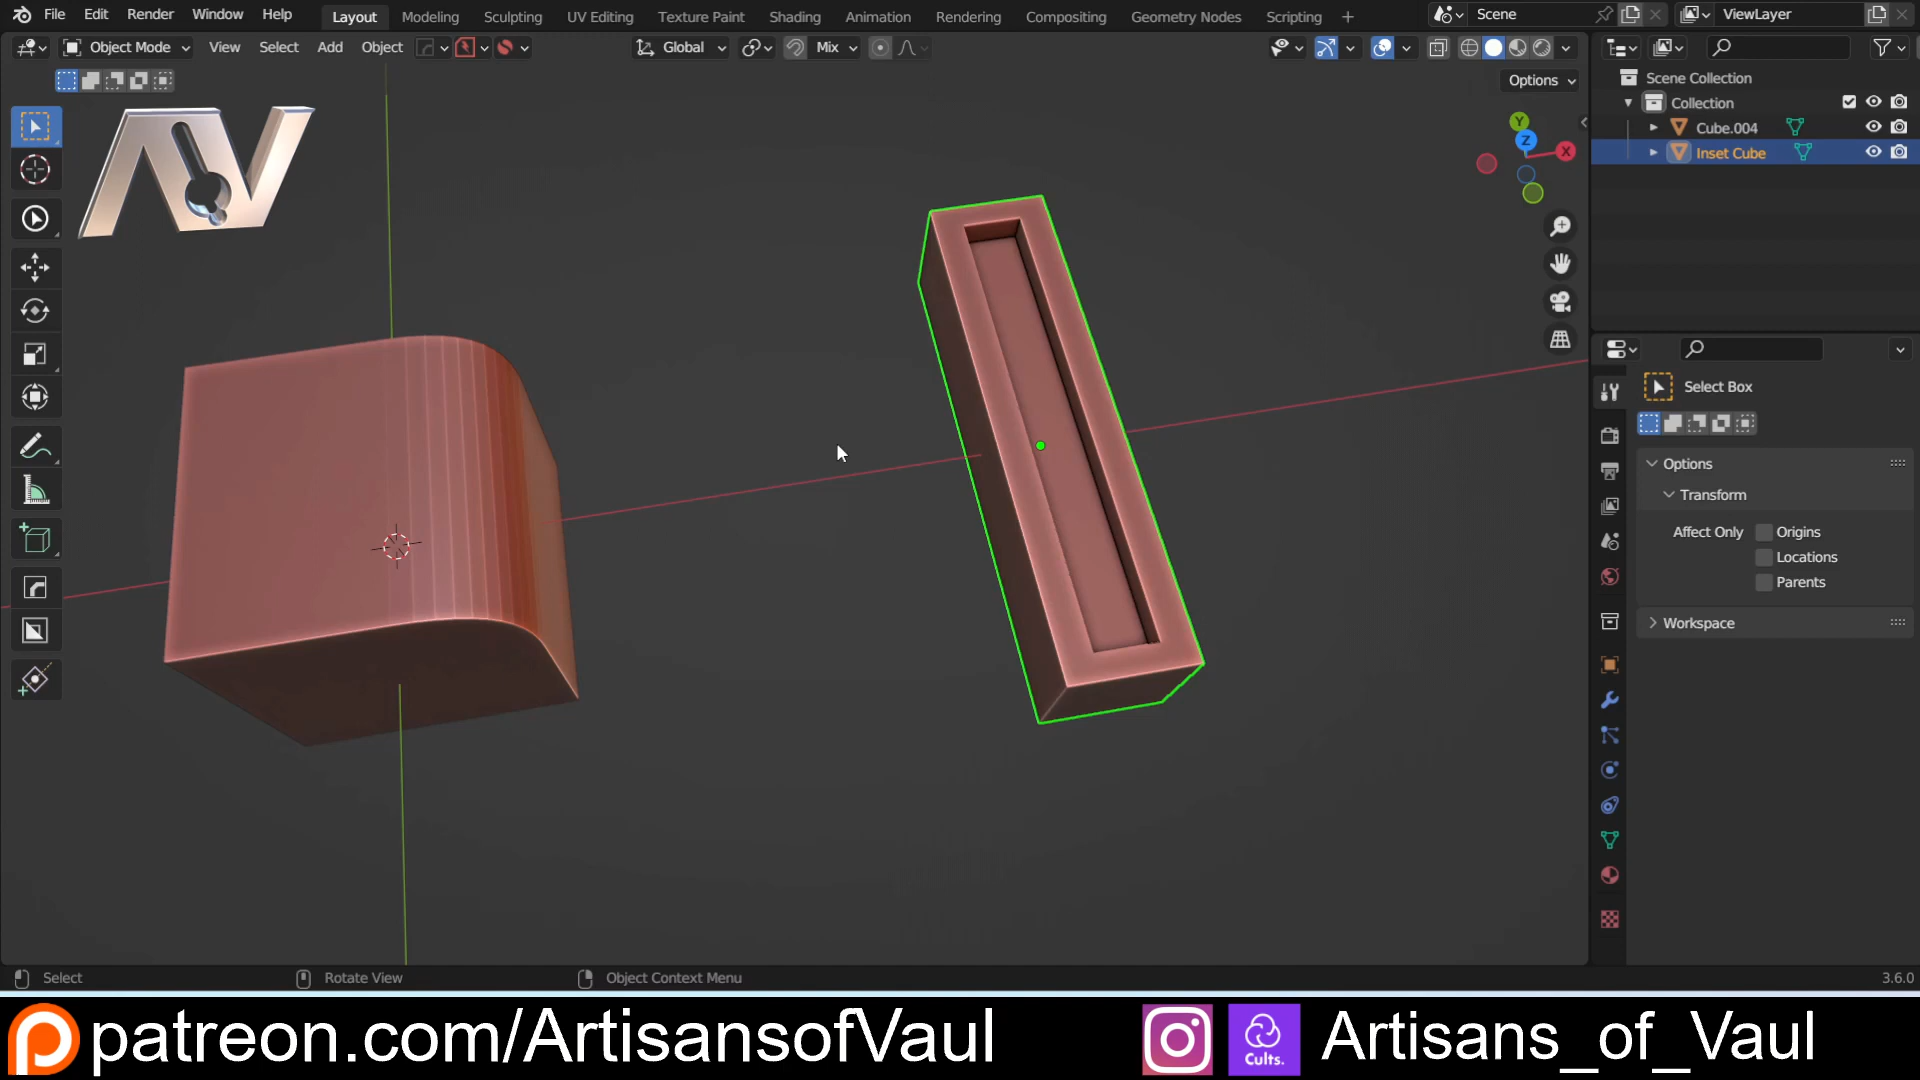 File Edit Render Window Help Layout Modeling Sculpting UV Editing Texture Paint Shading Animation Rendering Compositing Geometry Nodes Scripting + Scene ViewLayer
Object Mode View Select Add Object Global Mix
Options
Scene Collection
Collection
Cube.004
Inset Cube
Y
Z
X
Select Box
Options
Transform
Affect Only Origins
Locations
Parents
Workspace
Select Rotate View Object Context Menu 3.6.0
patreon.com/ArtisansofVaul Cults. Artisans_of_Vaul